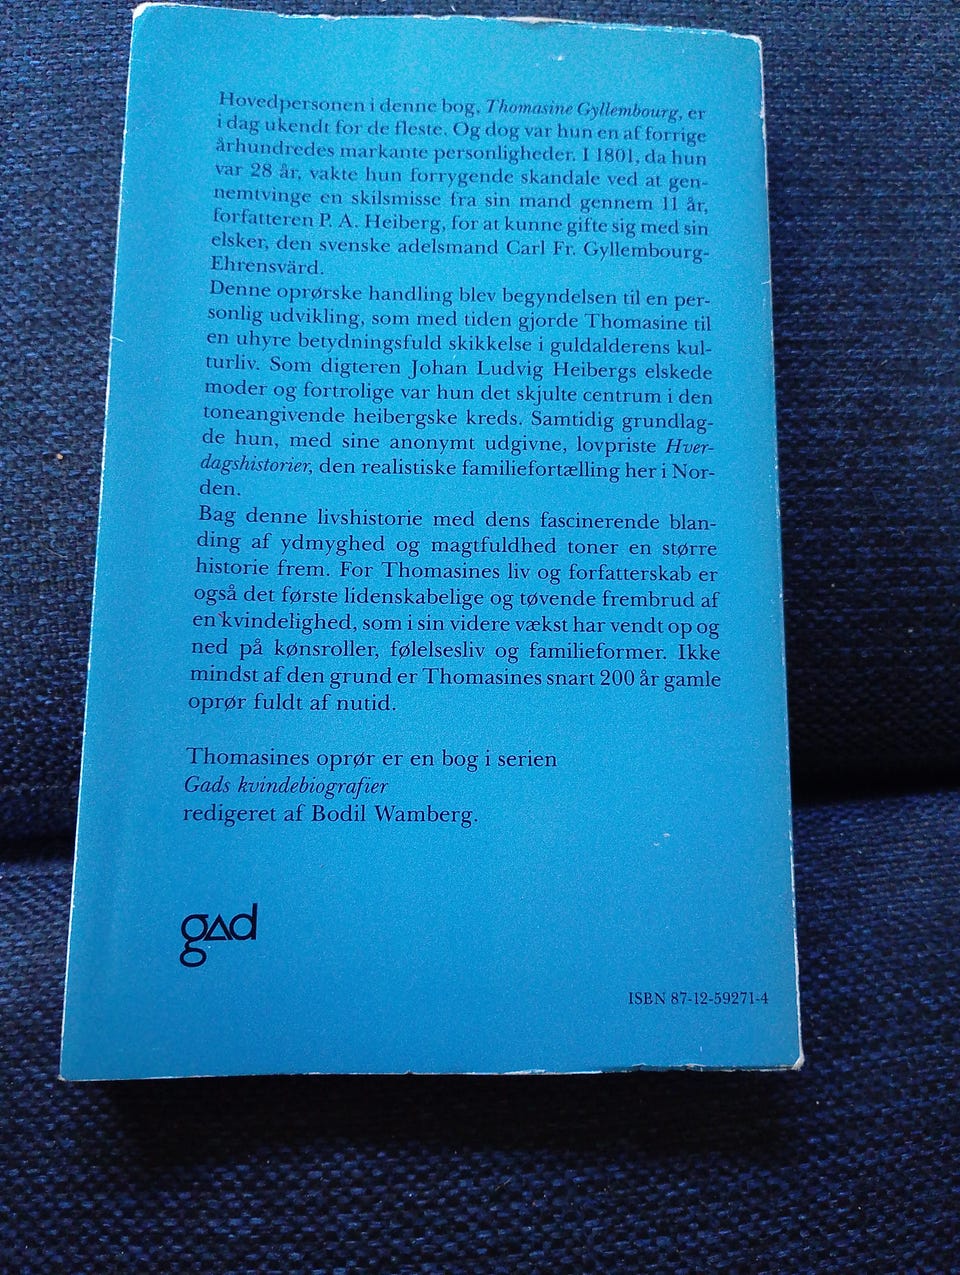 Hovedpersonen i denne bog, Thomasine Gyllembourg, er
i dag ukendt for de fleste. Og dog var hun en af forrige
århundredes markante personligheder. I 1801, da hun
var 28 år, vakte hun forrygende skandale ved at gen-
nemtvinge en skilsmisse fra sin mand gennem 11 år,
forfatteren P. A. Heiberg, for at kunne gifte sig med sin
elsker, den svenske adelsmand Carl Fr. Gyllembourg-
Ehrensvärd.
Denne oprørske handling blev begyndelsen til en per-
sonlig udvikling, som med tiden gjorde Thomasine til
en uhyre betydningsfuld skikkelse i guldalderens kul-
turliv. Som digteren Johan Ludvig Heibergs elskede
moder og fortrolige var hun det skjulte centrum i den
toneangivende heibergske kreds. Samtidig grundlag-
de hun, med sine anonymt udgivne, lovpriste Hver-
dagshistorier, den realistiske familiefortælling her i Nor-
den.
Bag denne livshistorie med dens fascinerende blan-
ding af ydmyghed og magtfuldhed toner en større
historie frem. For Thomasines liv og forfatterskab er
også det første lidenskabelige og tøvende frembrud af
en kvindelighed, som i sin videre vækst har vendt op og
ned på kønsroller, følelsesliv og familieformer. Ikke
mindst af den grund er Thomasines snart 200 år gamle
oprør fuldt af nutid.
Thomasines oprør er en bog i serien
Gads kvindebiografier
redigeret af Bodil Wamberg.
gad
ISBN 87-12-59271-4